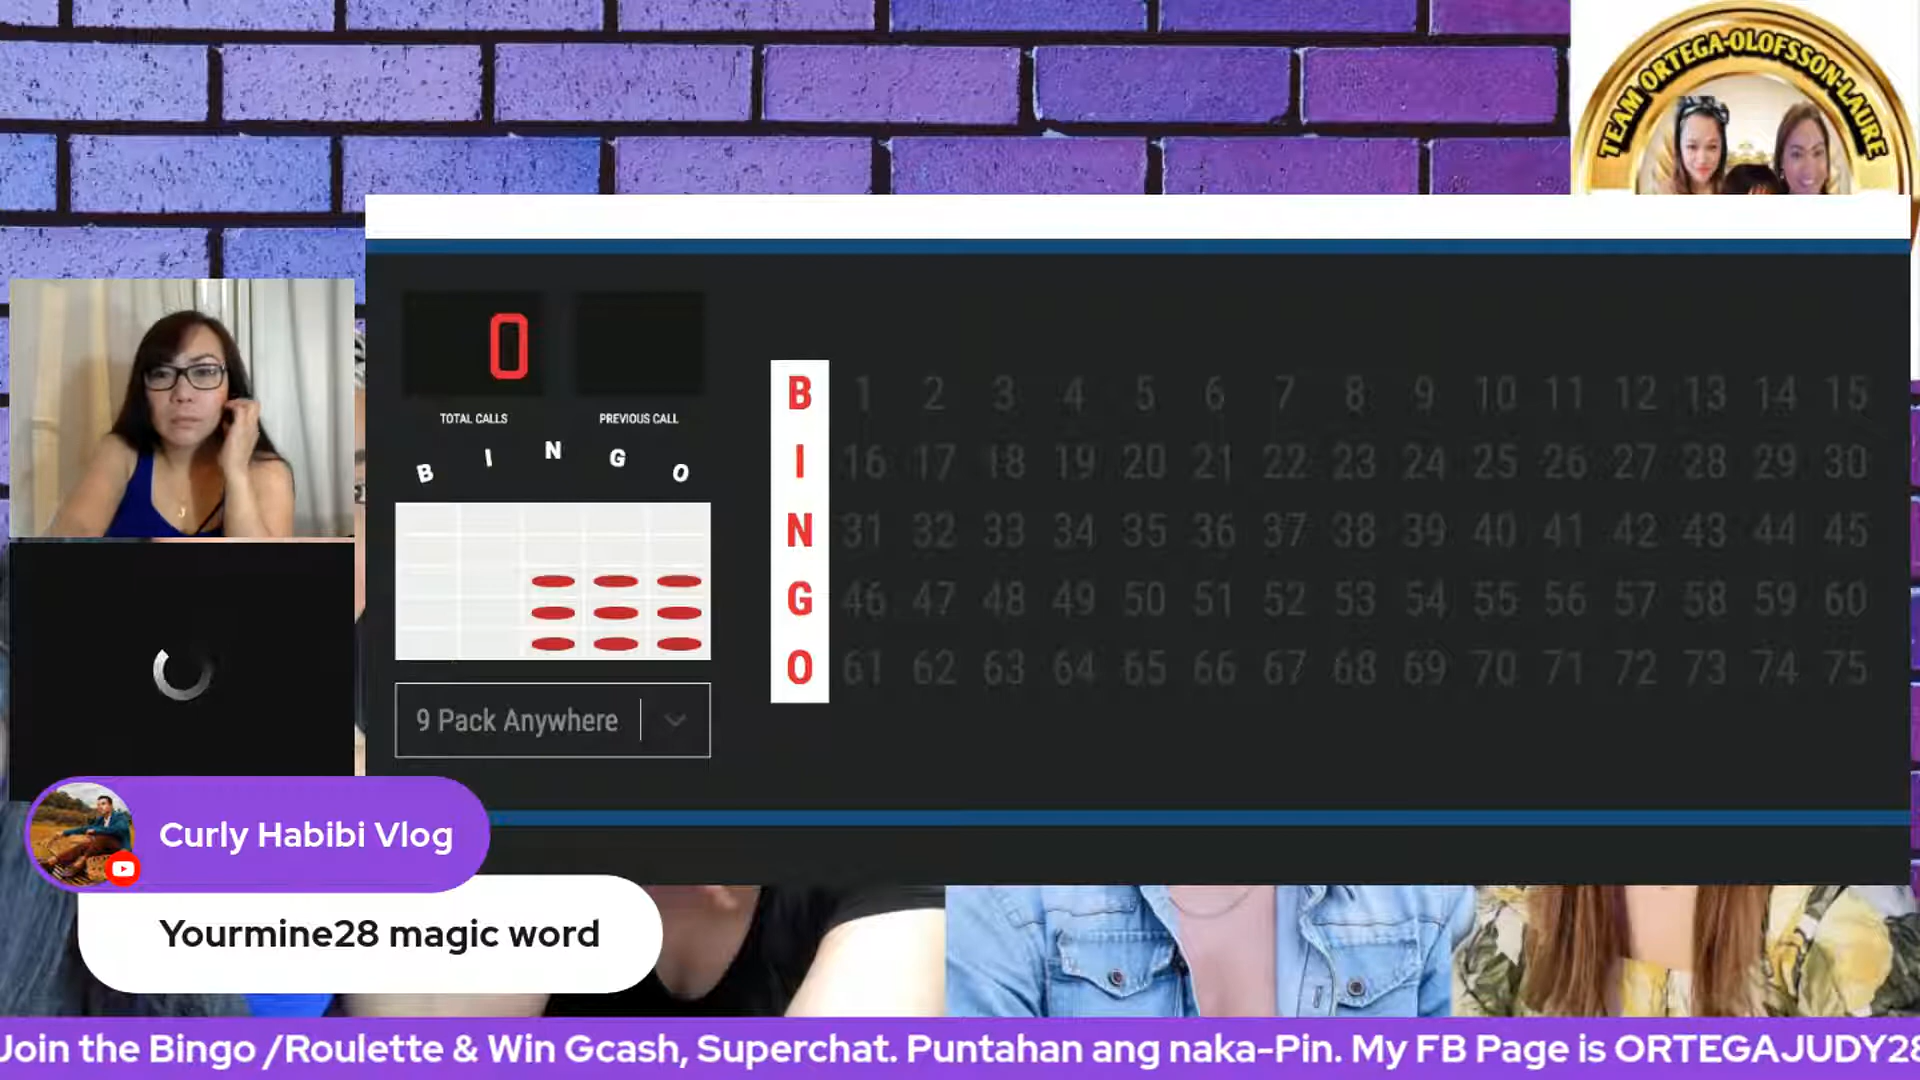 TEAM ORTEGA-OLOFSSON-LAURE
0
TOTAL CALLS
PREVIOUS CALL
B I N G O
9 Pack Anywhere
B 1 2 3 4 5 6 7 8 9 10 11 12 13 14 15
I 16 17 18 19 20 21 22 23 24 25 26 27 28 29 30
N 31 32 33 34 35 36 37 38 39 40 41 42 43 44 45
G 46 47 48 49 50 51 52 53 54 55 56 57 58 59 60
O 61 62 63 64 65 66 67 68 69 70 71 72 73 74 75
Curly Habibi Vlog
Yourmine28 magic word
Join the Bingo /Roulette & Win Gcash, Superchat. Puntahan ang naka-Pin. My FB Page is ORTEGAJUDY28